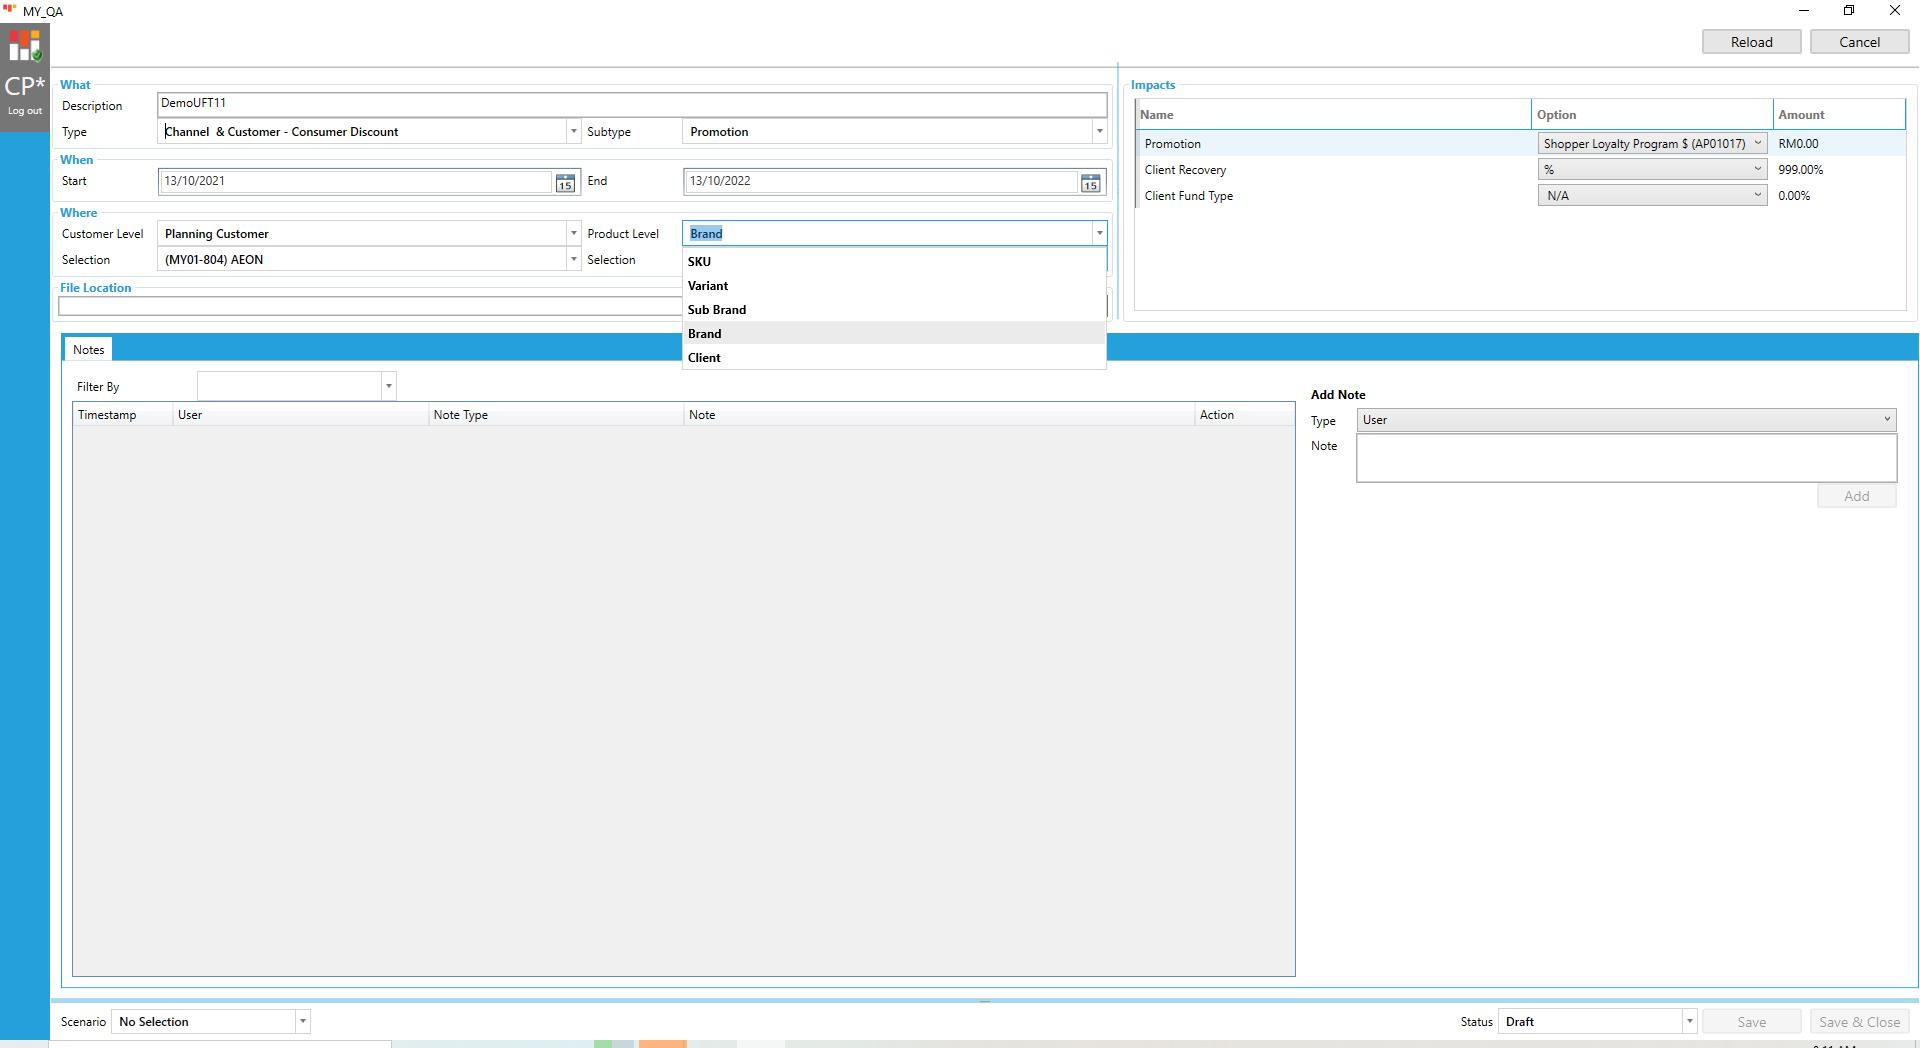 MY_QA
Reload Cancel
CP*
Log out
What
Description DemoUFT11
Type Channel & Customer - Consumer Discount Subtype Promotion
When
Start 13/10/2021 15 End 13/10/2022 15
Where
Customer Level Planning Customer Product Level Brand
Selection (MY01-804) AEON Selection
SKU
Variant
Sub Brand
Brand
Client
File Location
Impacts
Name Option Amount
Promotion Shopper Loyalty Program $ (AP01017) RM0.00
Client Recovery % 999.00%
Client Fund Type N/A 0.00%
Notes
Filter By
Timestamp User Note Type Note Action
Add Note
Type User
Note
Add
Scenario No Selection Status Draft Save Save & Close